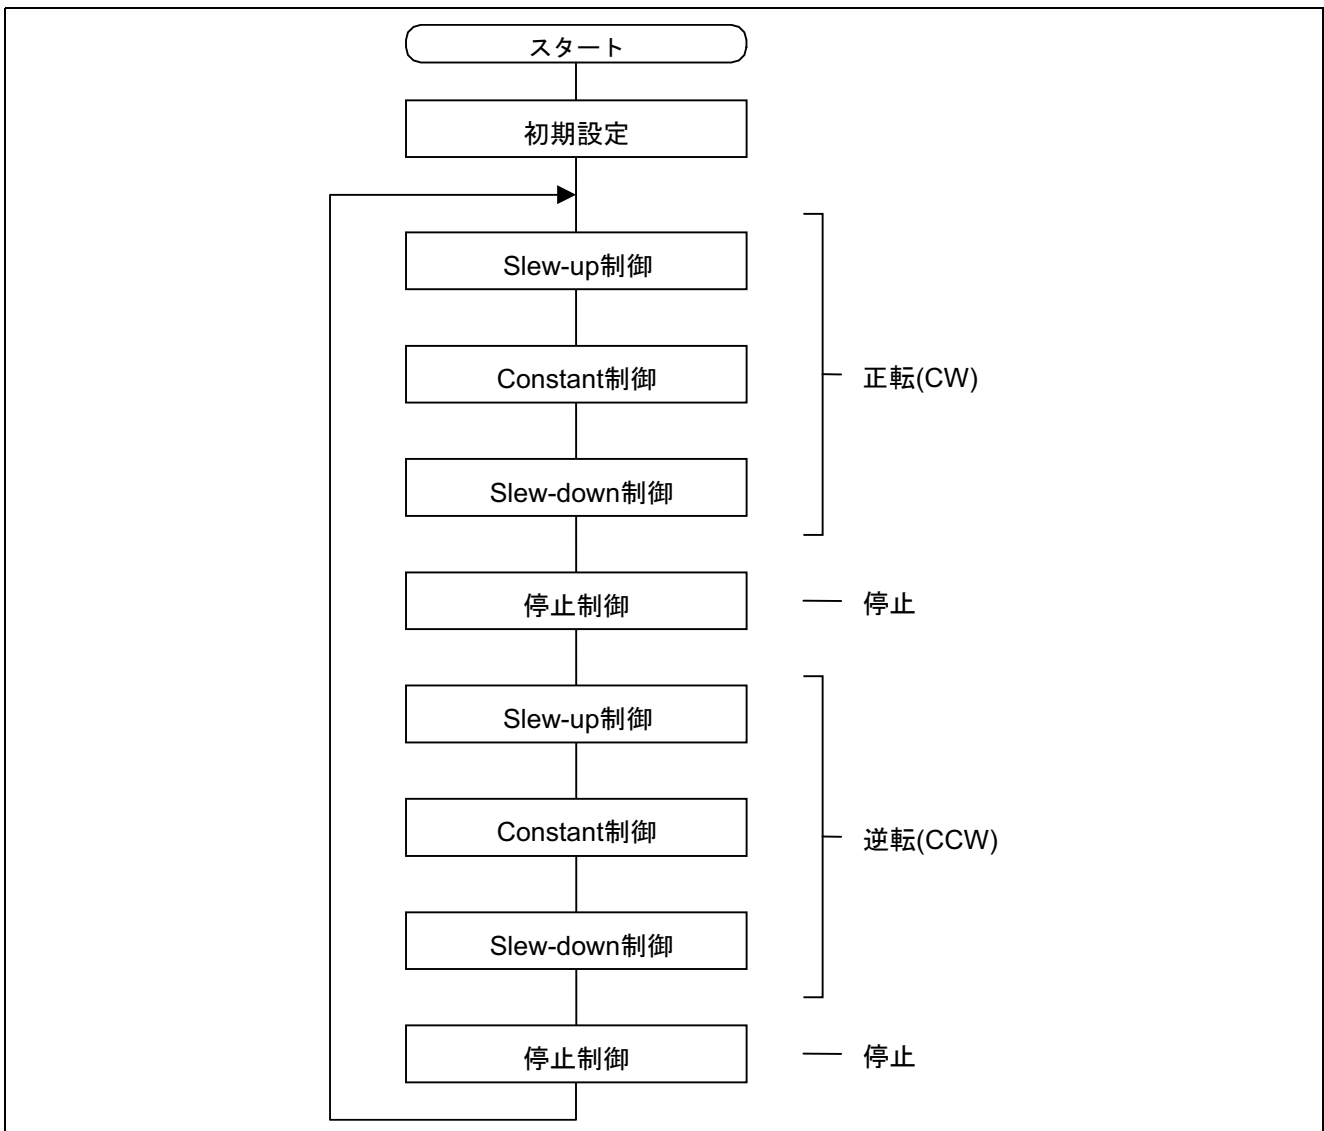 スタート
初期設定
Slew-up制御
Constant制御
正転(CW)
Slew-down制御
停止制御
停止
Slew-up制御
Constant制御
逆転(CCW)
Slew-down制御
停止制御
停止